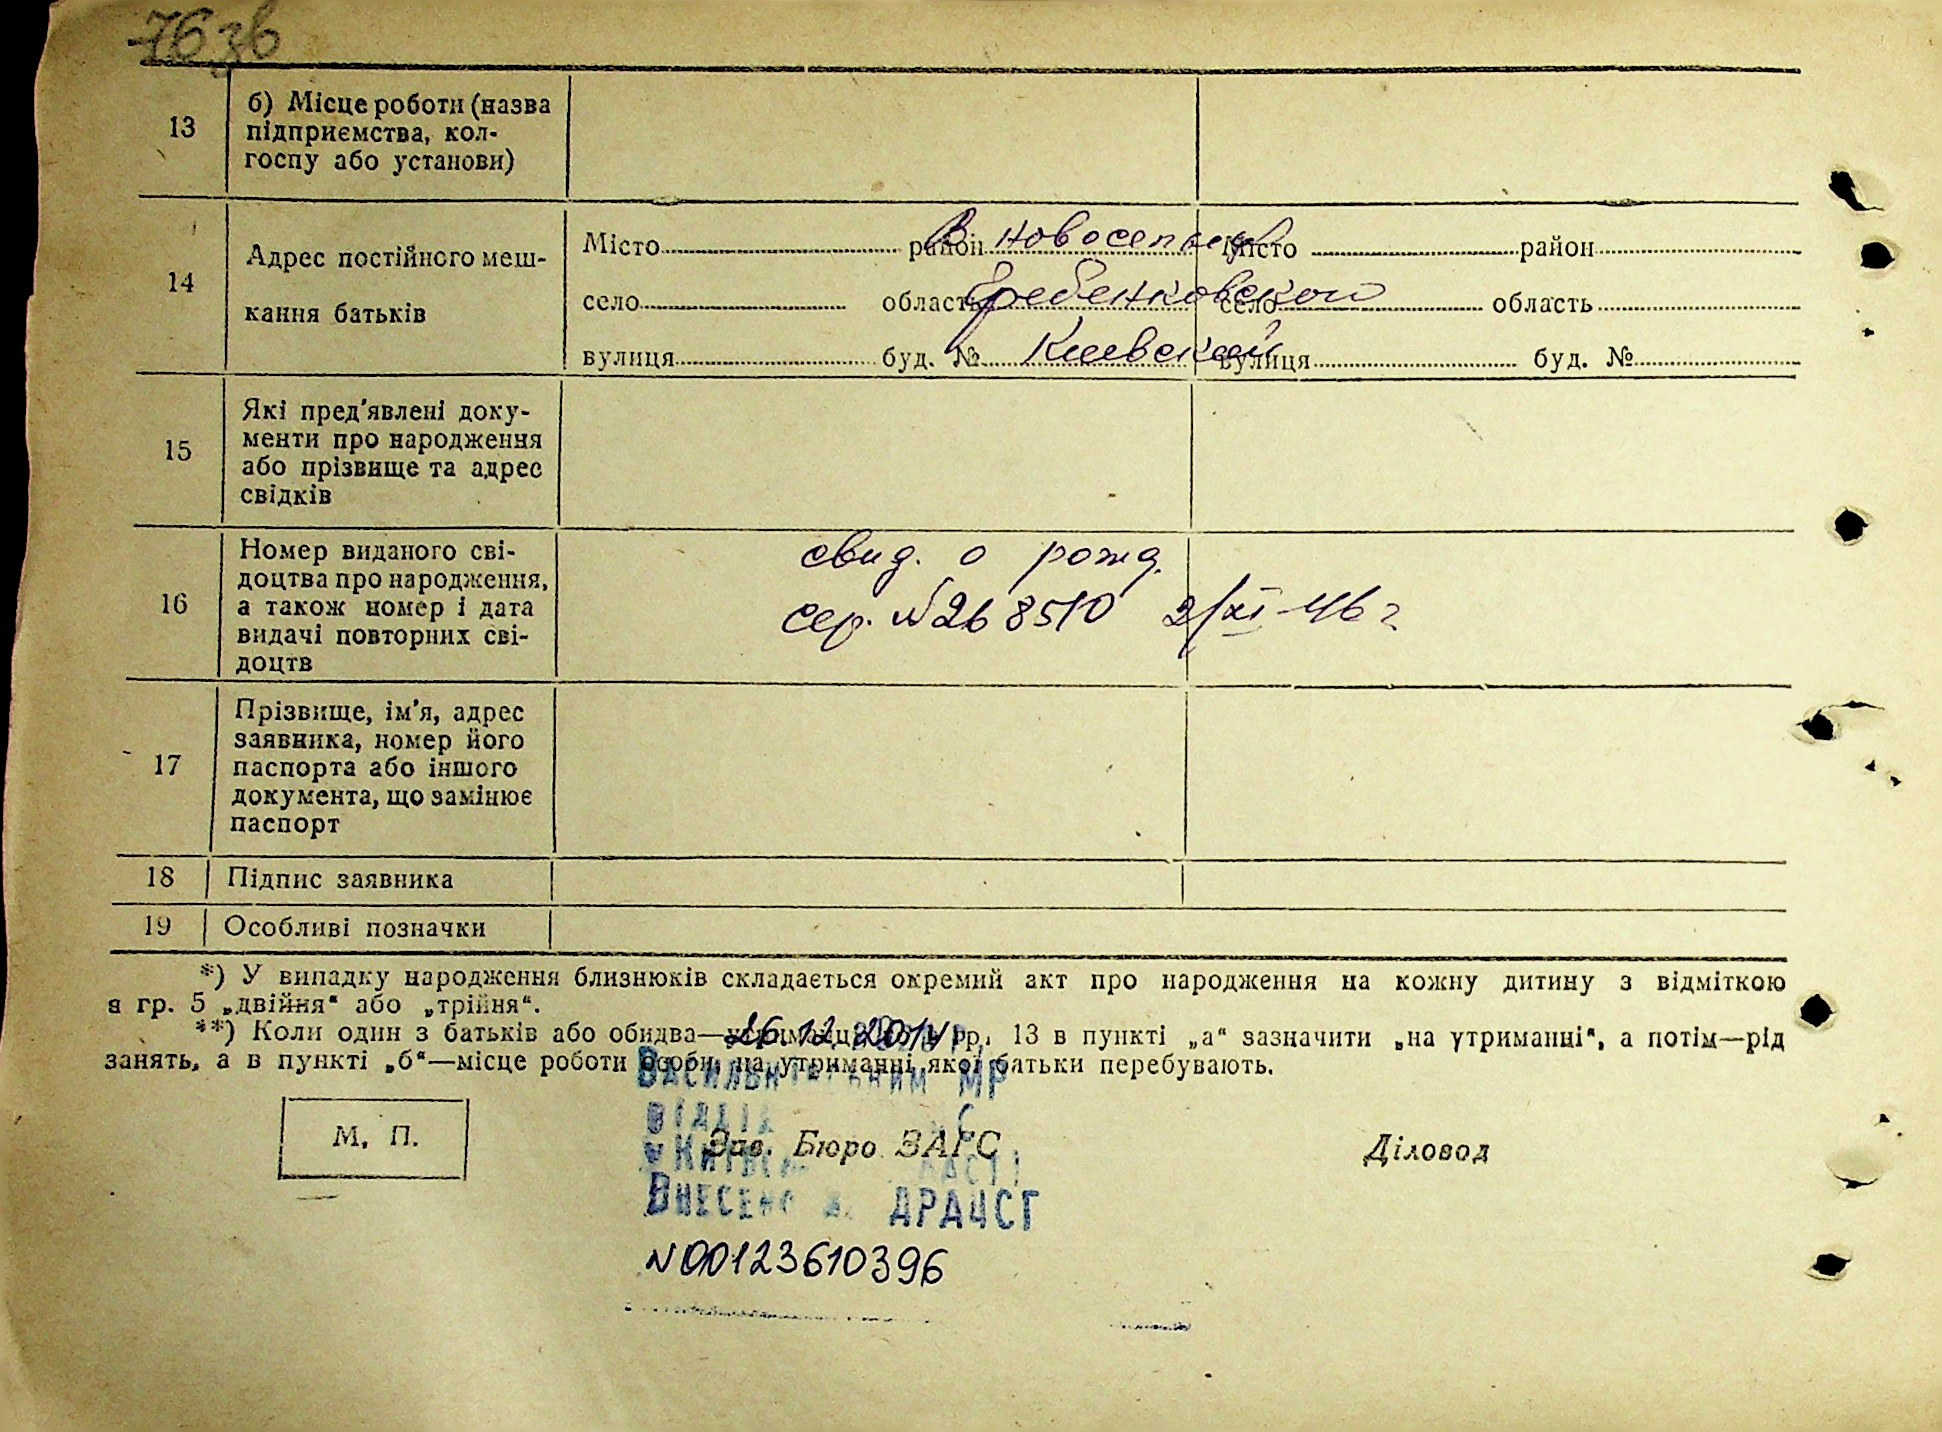 76 зв
13 б) Місце роботи (назва
підприємства, кол-
госпу або установи)
14 Адрес постійного меш-
кання батьків
Місто район Місто район
село область село область
вулиця буд. № вулиця буд. №
Гребенковской
Киевской
15 Які пред'явлені доку-
менти про народження
або прізвище та адрес
свідків
16 Номер виданого сві-
доцтва про народження,
а також номер і дата
видачі повторних сві-
доцтв
свид. о рожд.
сер. №268510 2/XI-46 г
17 Прізвище, ім'я, адрес
заявника, номер його
паспорта або іншого
документа, що замінює
паспорт
18 Підпис заявника
19 Особливі позначки
*) У випадку народження близнюків складається окремий акт про народження на кожну дитину з відміткою
в гр. 5 „двійня“ або „трійня“.
**) Коли один з батьків або обидва— гр. 13 в пункті „а“ зазначити „на утриманні“, а потім—рід
занять, а в пункті „б“—місце роботи особи, на утриманні якої батьки перебувають.
26.12.2014
М. П.
Зав. Бюро ЗАГС
Діловод
Внесено ДРАЦСГ
N00123610396